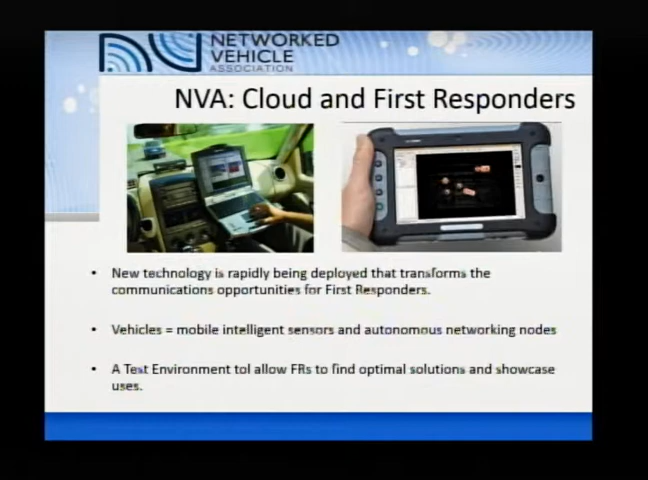 NETWORKED
VEHICLE
ASSOCIATION
NVA: Cloud and First Responders
• New technology is rapidly being deployed that transforms the
communications opportunities for First Responders.
• Vehicles = mobile intelligent sensors and autonomous networking nodes
• A Test Environment tol allow FRs to find optimal solutions and showcase
uses.